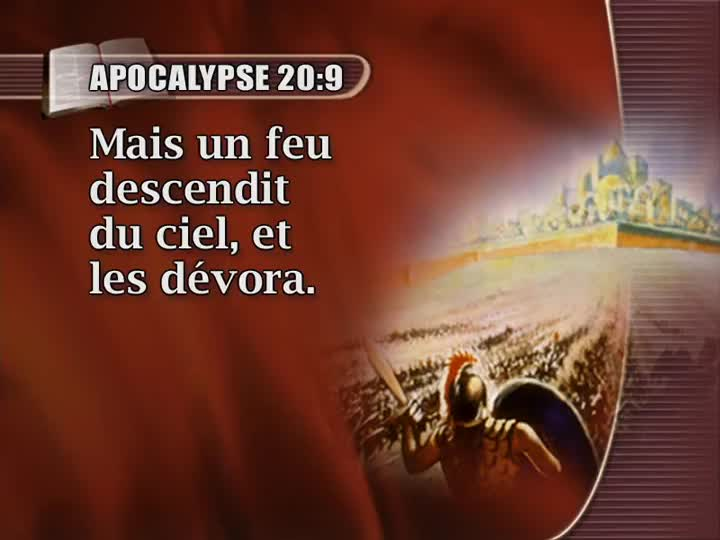 APOCALYPSE 20:9
Mais un feu
descendit
du ciel, et
les dévora.